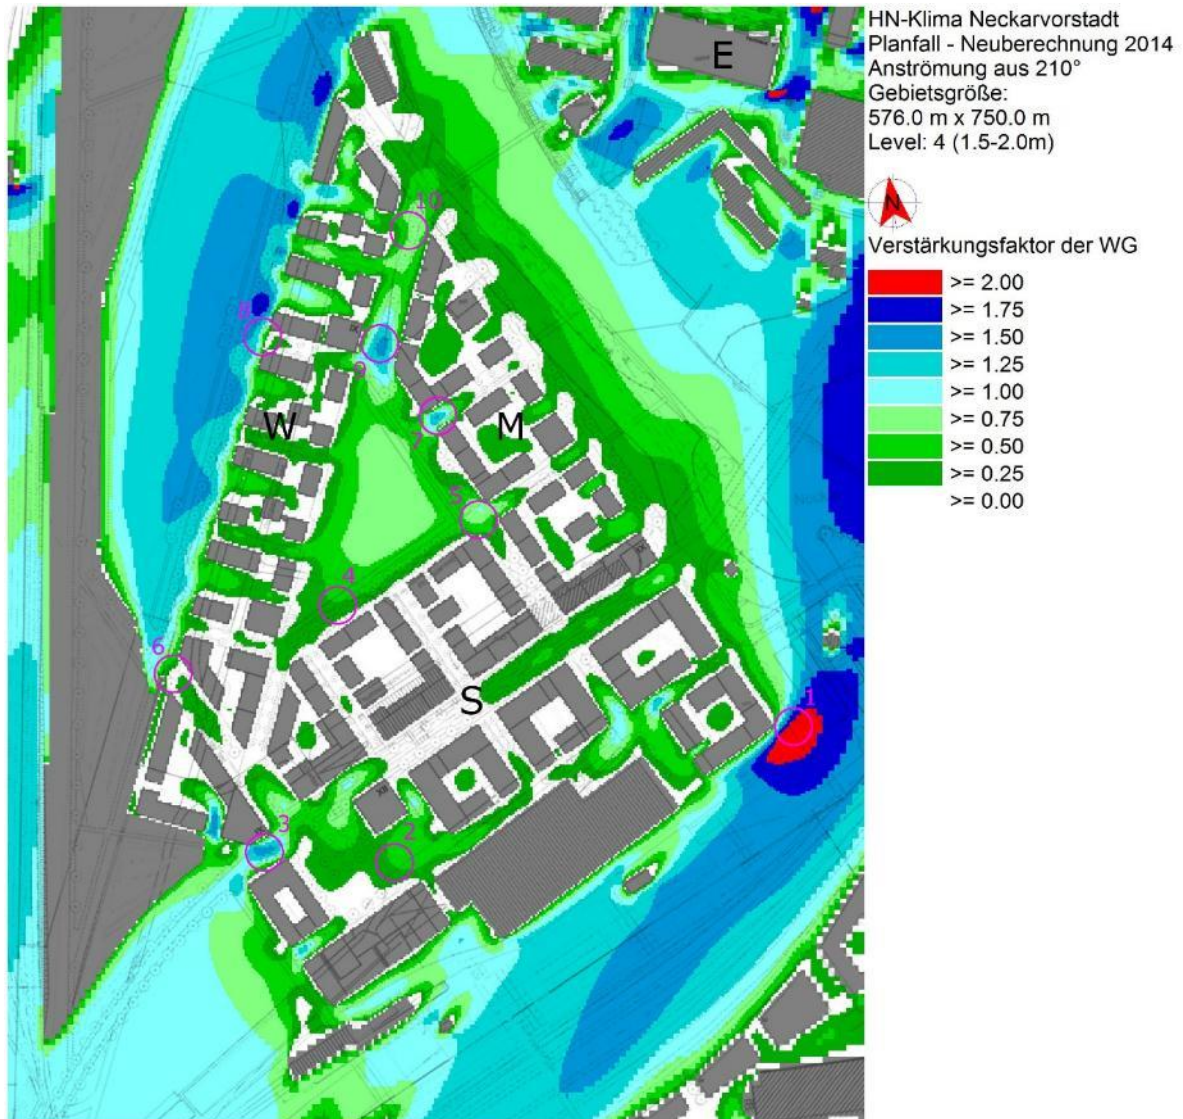 HN-Klima Neckarvorstadt
Planfall - Neuberechnung 2014
Anströmung aus 210°
Gebietsgröße:
576.0 m x 750.0 m
Level: 4 (1.5-2.0m)
N
Verstärkungsfaktor der WG
>= 2.00
>= 1.75
>= 1.50
>= 1.25
>= 1.00
>= 0.75
>= 0.50
>= 0.25
>= 0.00
E
10
8
9
W
7
M
5
4
6
S
1
3
2